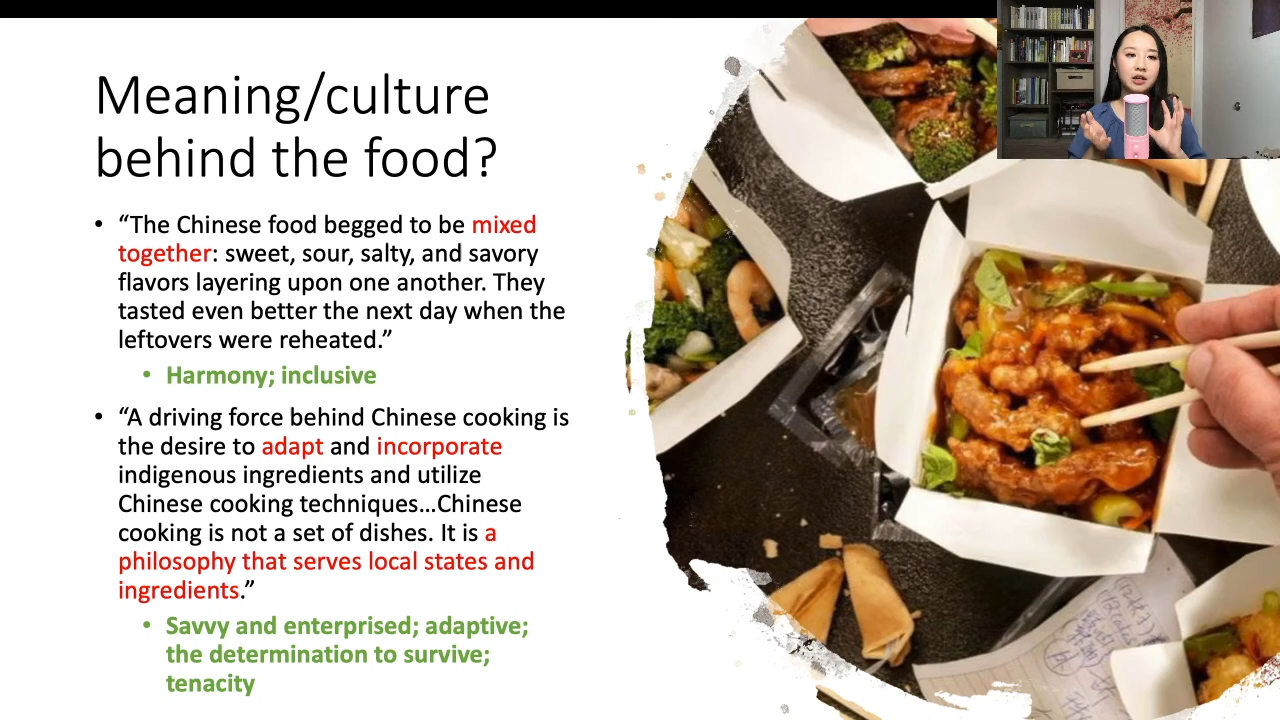 Meaning/culture
behind the food?
• “The Chinese food begged to be mixed
together: sweet, sour, salty, and savory
flavors layering upon one another. They
tasted even better the next day when the
leftovers were reheated.”
• Harmony; inclusive
• “A driving force behind Chinese cooking is
the desire to adapt and incorporate
indigenous ingredients and utilize
Chinese cooking techniques…Chinese
cooking is not a set of dishes. It is a
philosophy that serves local states and
ingredients.”
• Savvy and enterprised; adaptive;
the determination to survive;
tenacity